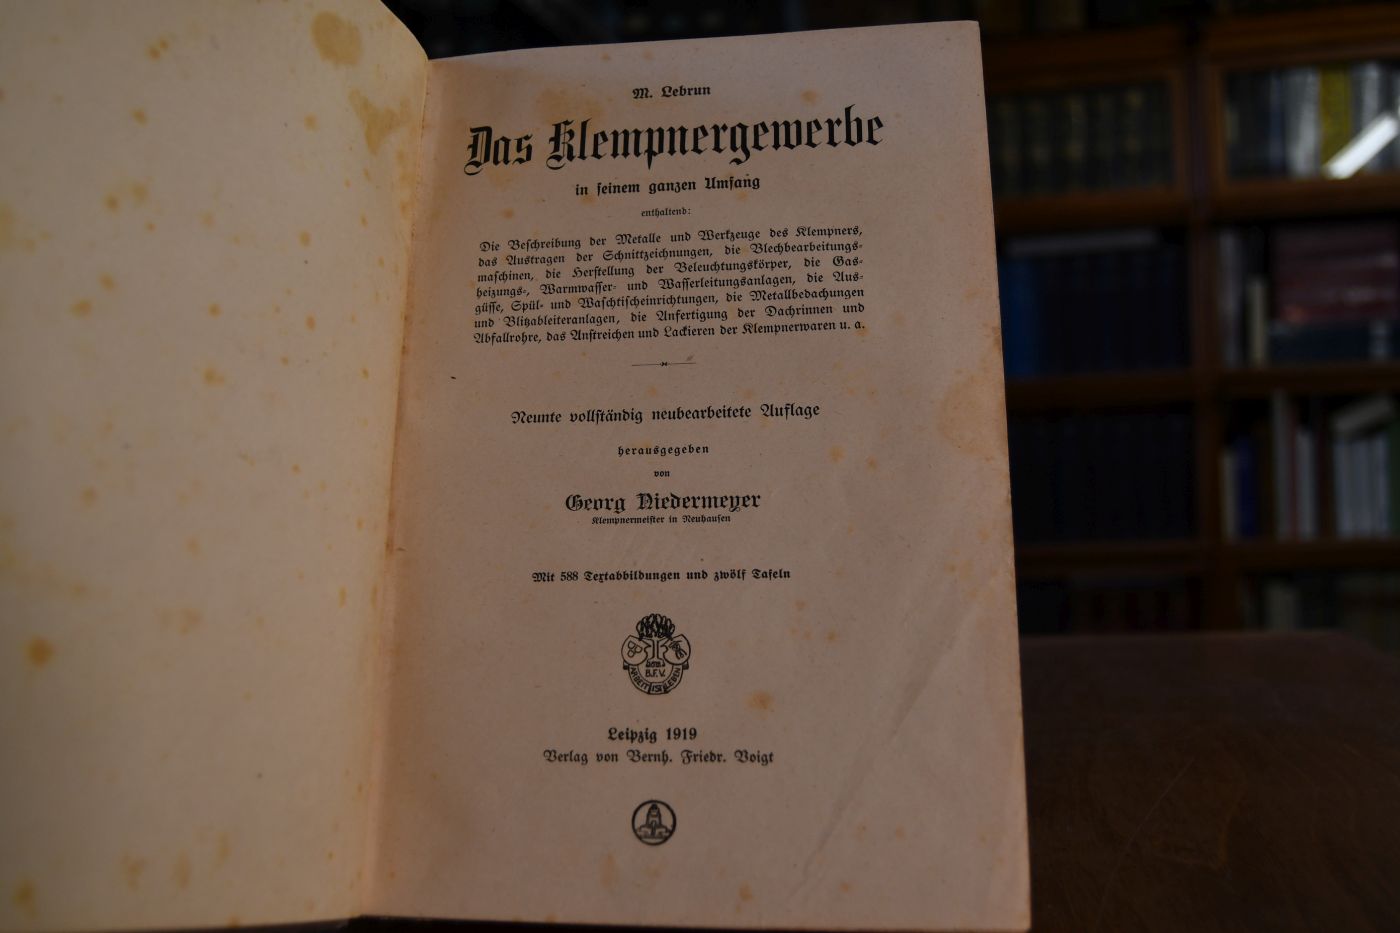 M. Lebrun
Das Klempnergewerbe
in seinem ganzen Umfang
enthaltend:
Die Beschreibung der Metalle und Werkzeuge des Klempners,
das Austragen der Schnittzeichnungen, die Blechbearbeitungs-
maschinen, die Herstellung der Beleuchtungskörper, die Gas-
heizungs-, Warmwasser- und Wasserleitungsanlagen, die Aus-
güsse, Spül- und Waschtischeinrichtungen, die Metallbedachungen
und Blitzableiteranlagen, die Anfertigung der Dachrinnen und
Abfallrohre, das Anstreichen und Lackieren der Klempnerwaren u. a.
Neunte vollständig neubearbeitete Auflage
herausgegeben
von
Georg Niedermeyer
Klempnermeister in Neuhausen
Mit 588 Textabbildungen und zwölf Tafeln
B.F.V.
ARBEIT IST LEBEN
Leipzig 1919
Verlag von Bernh. Friedr. Voigt